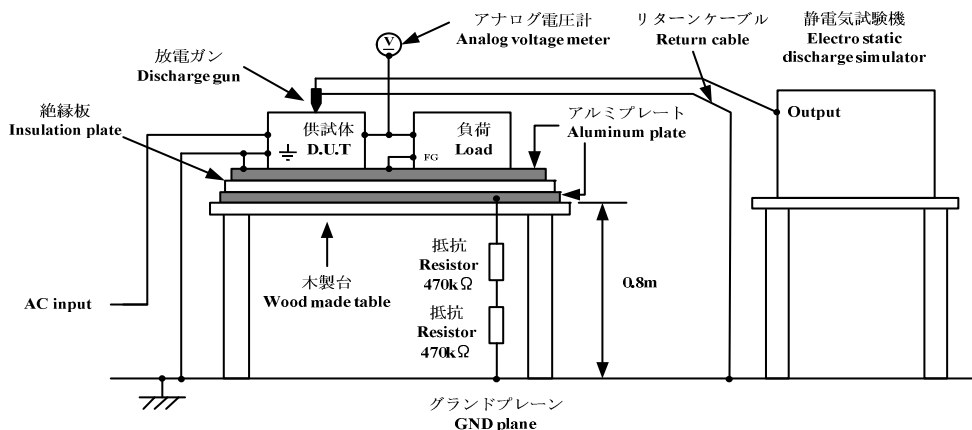 アナログ電圧計
Analog voltage meter
リターンケーブル
Return cable
静電気試験機
Electro static
discharge simulator
放電ガン
Discharge gun
V
絶縁板
Insulation plate
供試体
D.U.T
負荷
Load
FG
アルミプレート
Aluminum plate
Output
抵抗
Resistor
470kΩ
木製台
Wood made table
0.8m
AC input
抵抗
Resistor
470kΩ
グランドプレーン
GND plane